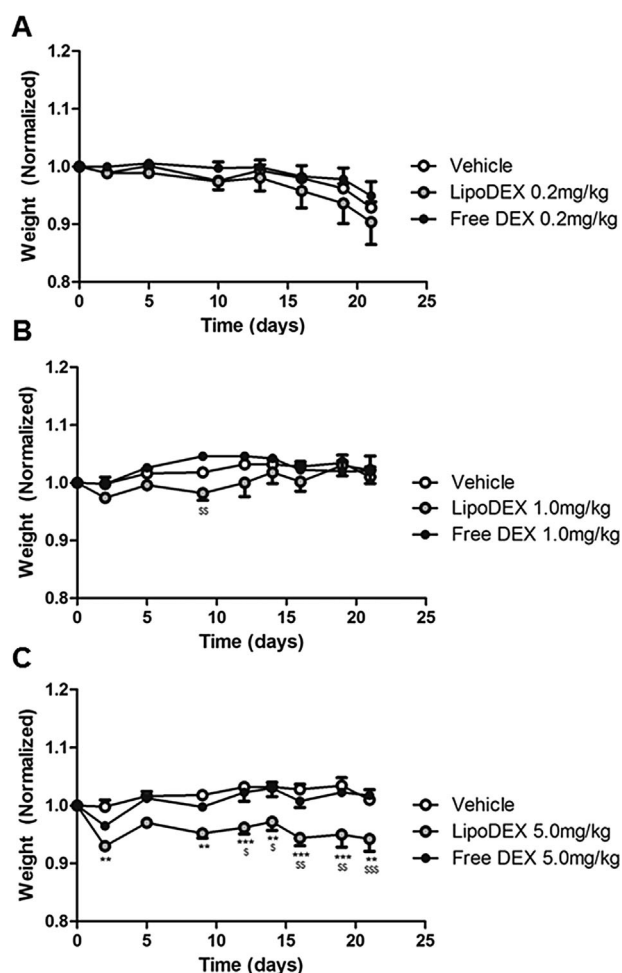 A
1.2
1.1
1.0
0.9
0.8
Weight (Normalized)
0 5 10 15 20 25
Time (days)
Vehicle
LipoDEX 0.2mg/kg
Free DEX 0.2mg/kg
B
1.2
1.1
1.0
0.9
0.8
Weight (Normalized)
$$
0 5 10 15 20 25
Time (days)
Vehicle
LipoDEX 1.0mg/kg
Free DEX 1.0mg/kg
C
1.2
1.1
1.0
0.9
0.8
Weight (Normalized)
** ** *** ** *** *** **
$ $ $$ $$ $$$
0 5 10 15 20 25
Time (days)
Vehicle
LipoDEX 5.0mg/kg
Free DEX 5.0mg/kg